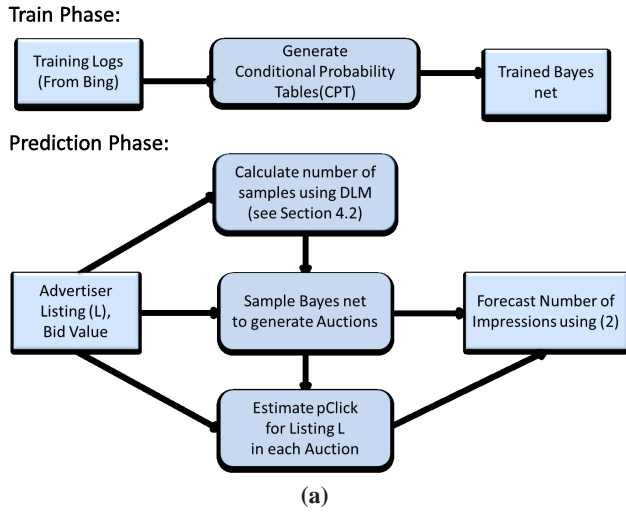 Train Phase:
Training Logs
(From Bing)
Generate
Conditional Probability
Tables(CPT)
Trained Bayes
net
Prediction Phase:
Calculate number of
samples using DLM
(see Section 4.2)
Advertiser
Listing (L),
Bid Value
Sample Bayes net
to generate Auctions
Forecast Number of
Impressions using (2)
Estimate pClick
for Listing L
in each Auction
(a)